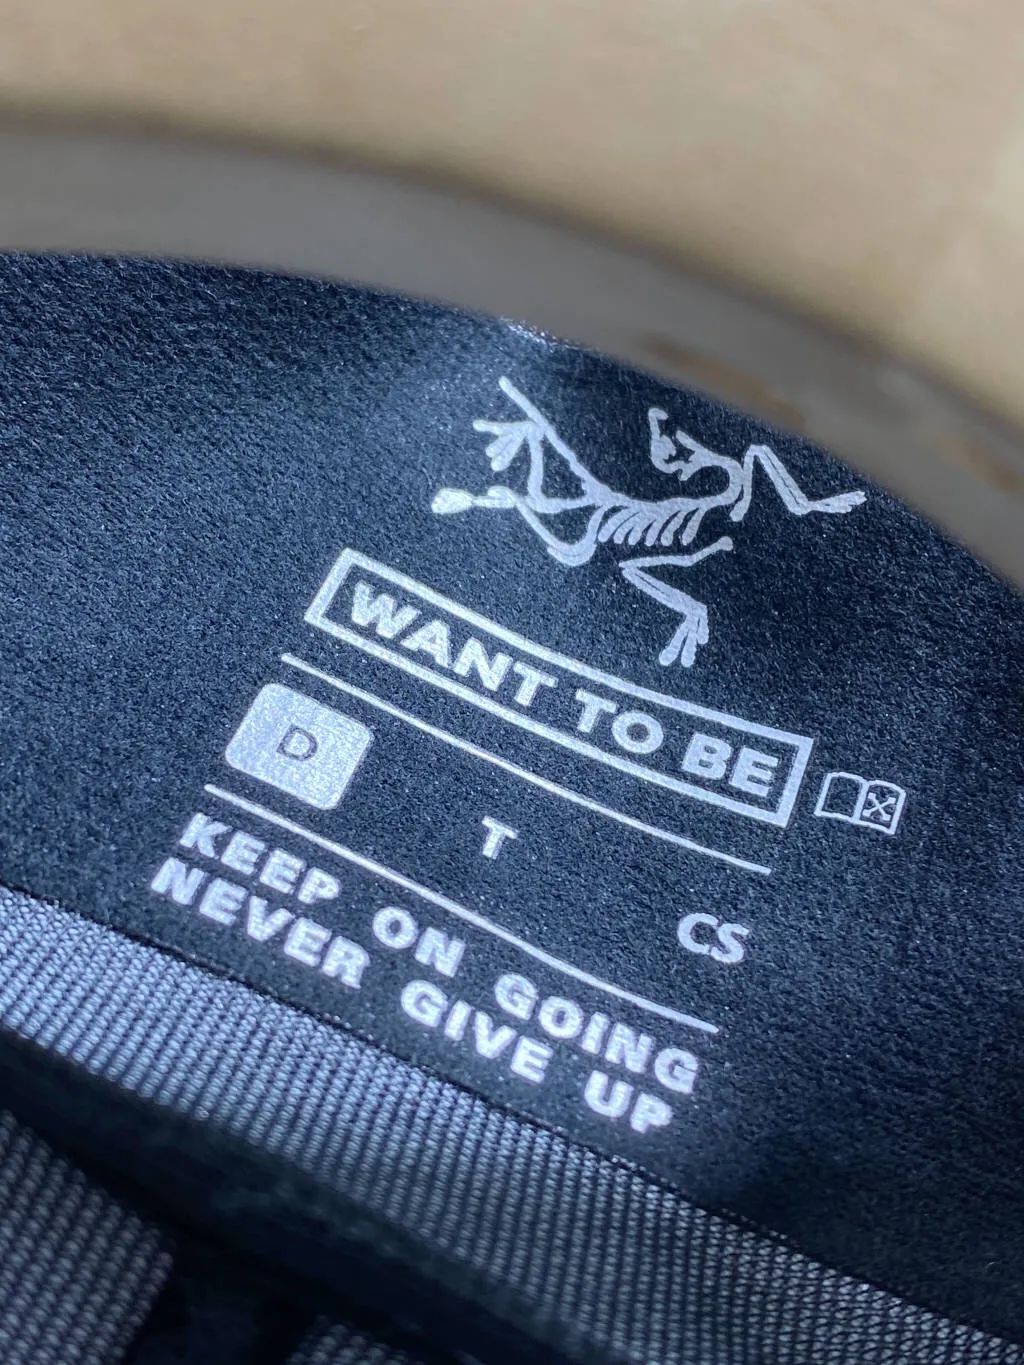 WANT TO BE
D T CS
KEEP ON GOING
NEVER GIVE UP